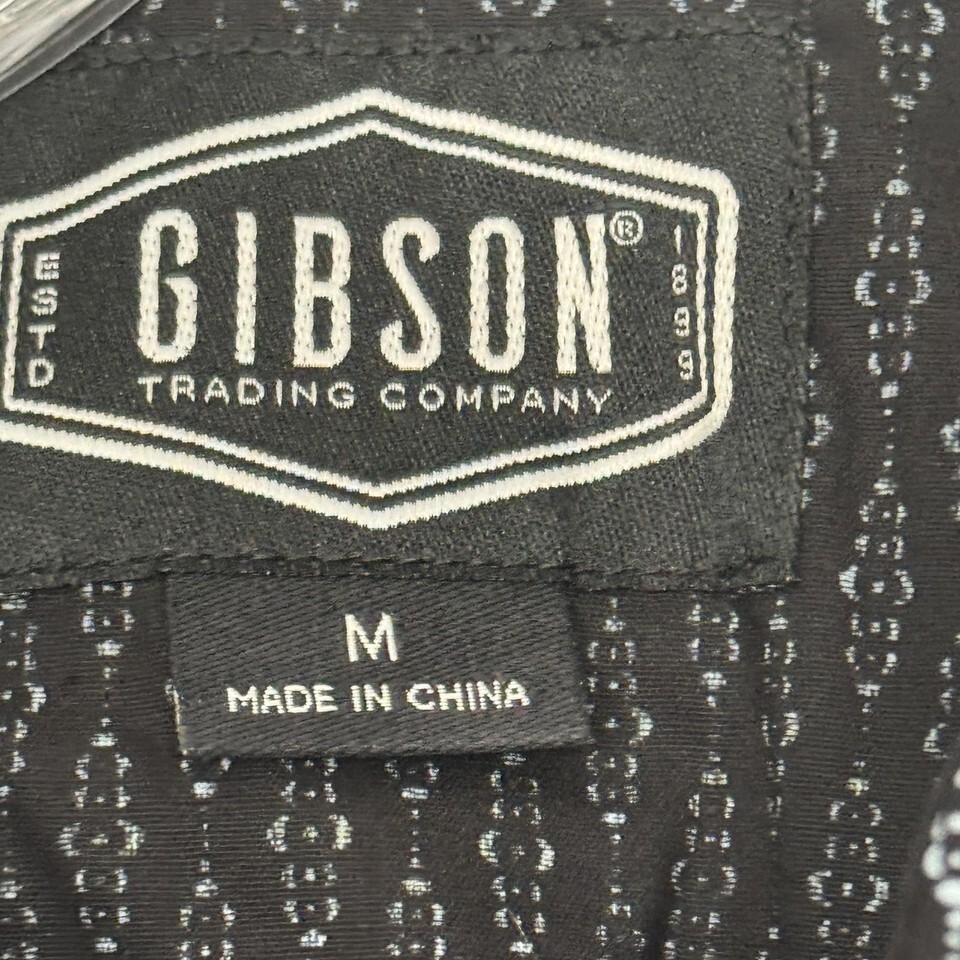 ESTD
GIBSON®
1899
TRADING COMPANY
M
MADE IN CHINA